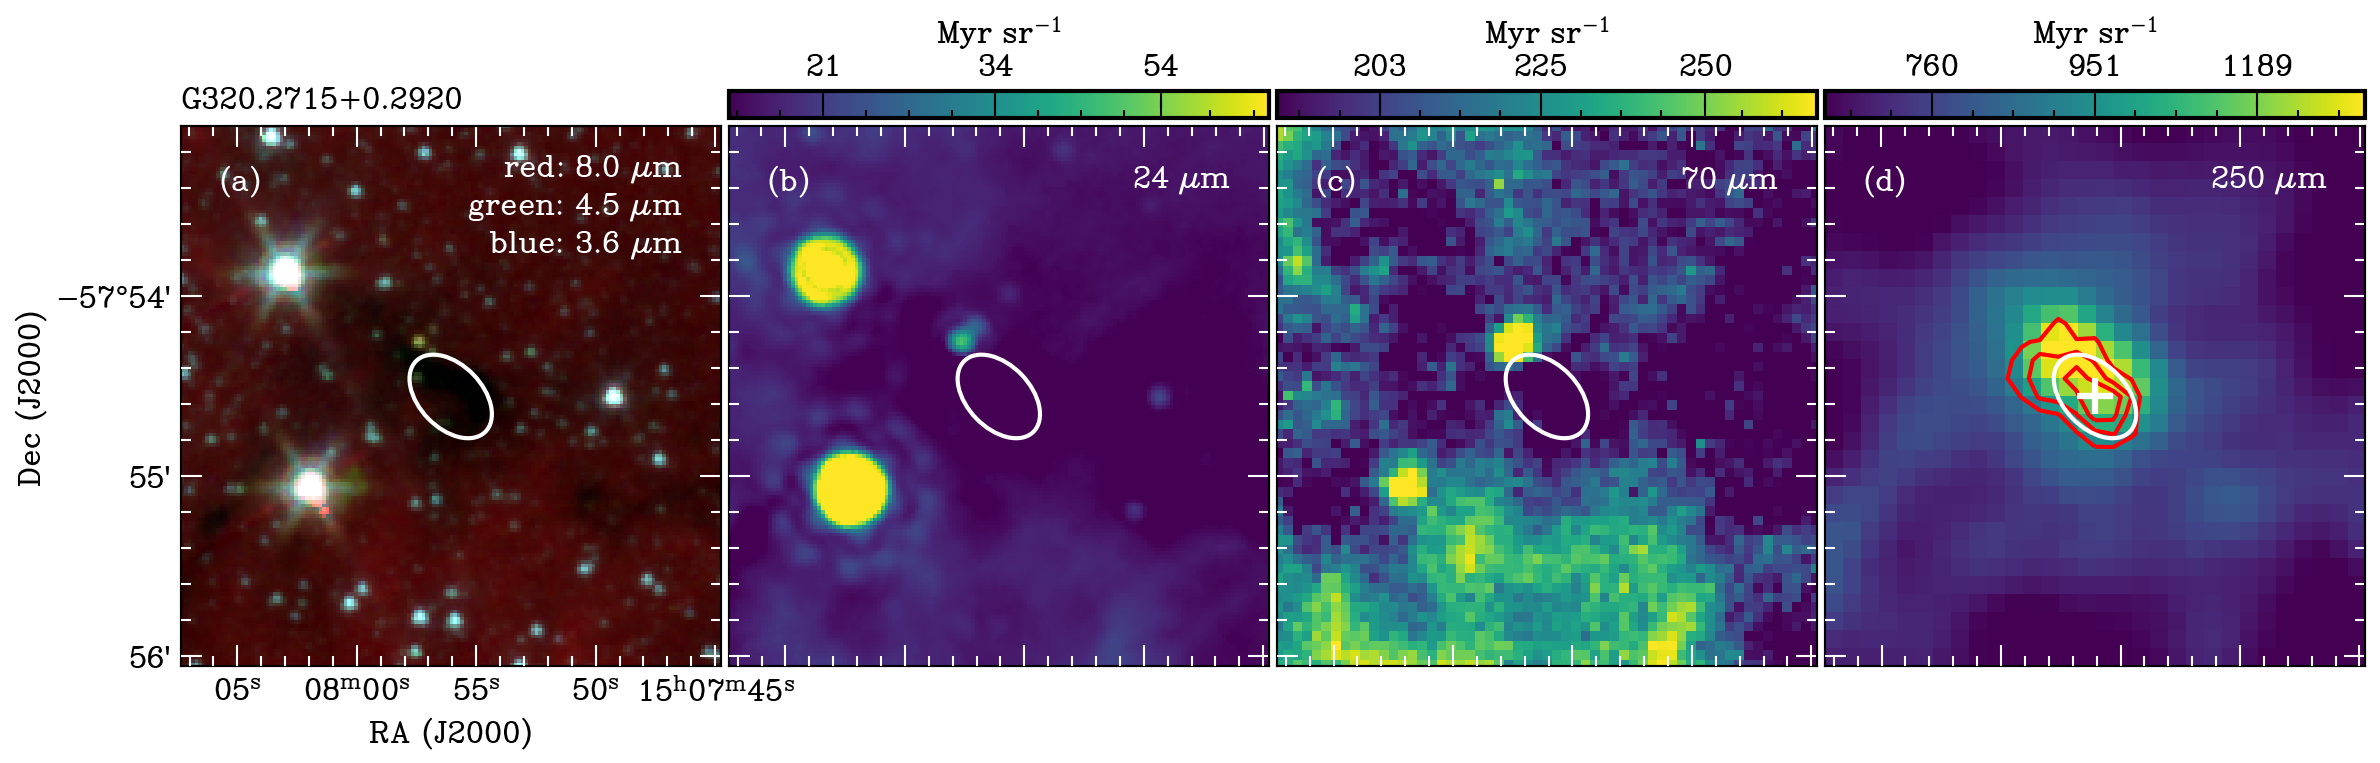 Myr sr⁻¹
21 34 54
Myr sr⁻¹
203 225 250
Myr sr⁻¹
760 951 1189
G320.2715+0.2920
(a)
red: 8.0 μm
green: 4.5 μm
blue: 3.6 μm
(b)
24 μm
(c)
70 μm
(d)
250 μm
−57°54'
55'
56'
Dec (J2000)
05ˢ 08ᵐ00ˢ 55ˢ 50ˢ 15ʰ07ᵐ45ˢ
RA (J2000)